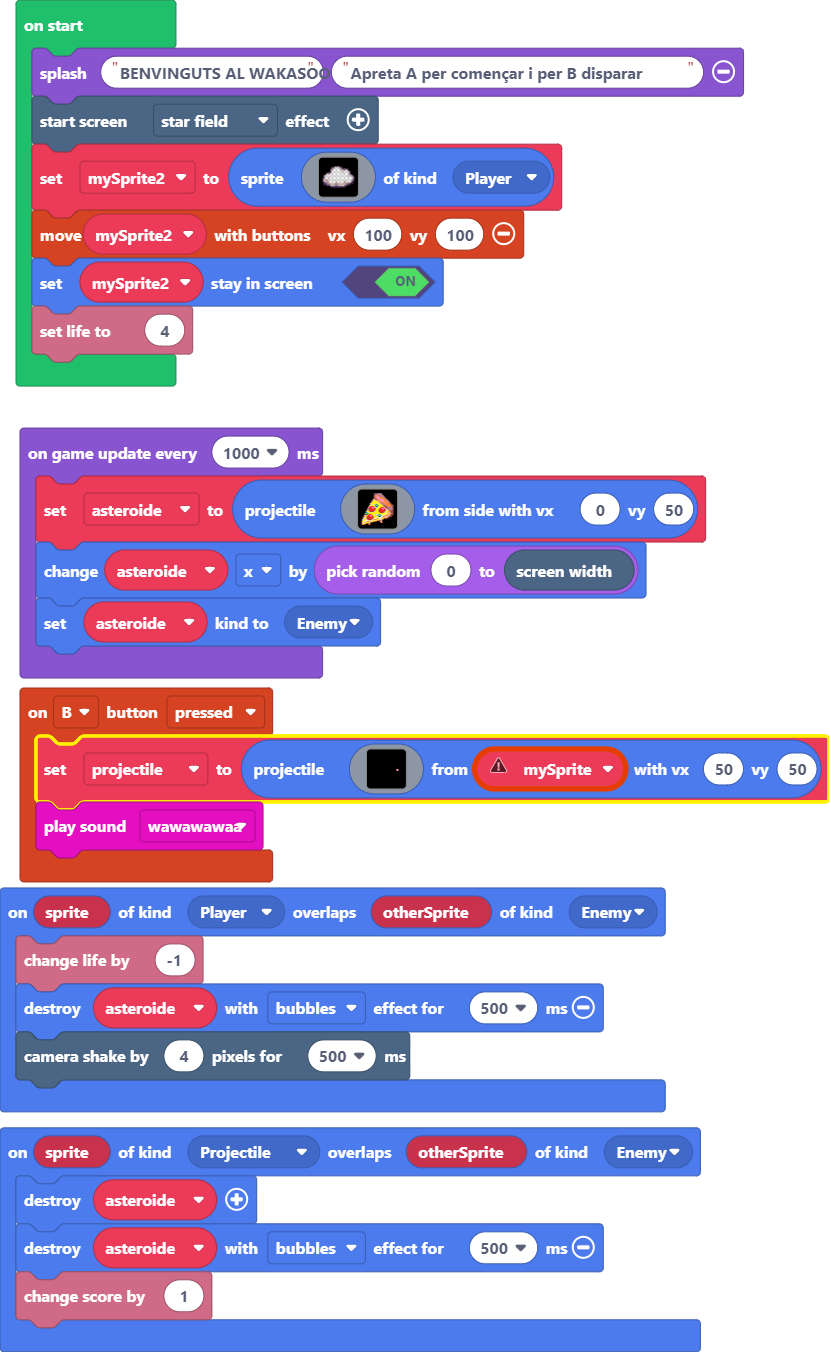 on start
splash "BENVINGUTS AL WAKASOO "Apreta A per començar i per B disparar "
start screen star field effect
set mySprite2 to sprite of kind Player
move mySprite2 with buttons vx 100 vy 100
set mySprite2 stay in screen ON
set life to 4
on game update every 1000 ms
set asteroide to projectile from side with vx 0 vy 50
change asteroide x by pick random 0 to screen width
set asteroide kind to Enemy
on B button pressed
set projectile to projectile from mySprite with vx 50 vy 50
play sound wawawawaa
on sprite of kind Player overlaps otherSprite of kind Enemy
change life by -1
destroy asteroide with bubbles effect for 500 ms
camera shake by 4 pixels for 500 ms
on sprite of kind Projectile overlaps otherSprite of kind Enemy
destroy asteroide
destroy asteroide with bubbles effect for 500 ms
change score by 1